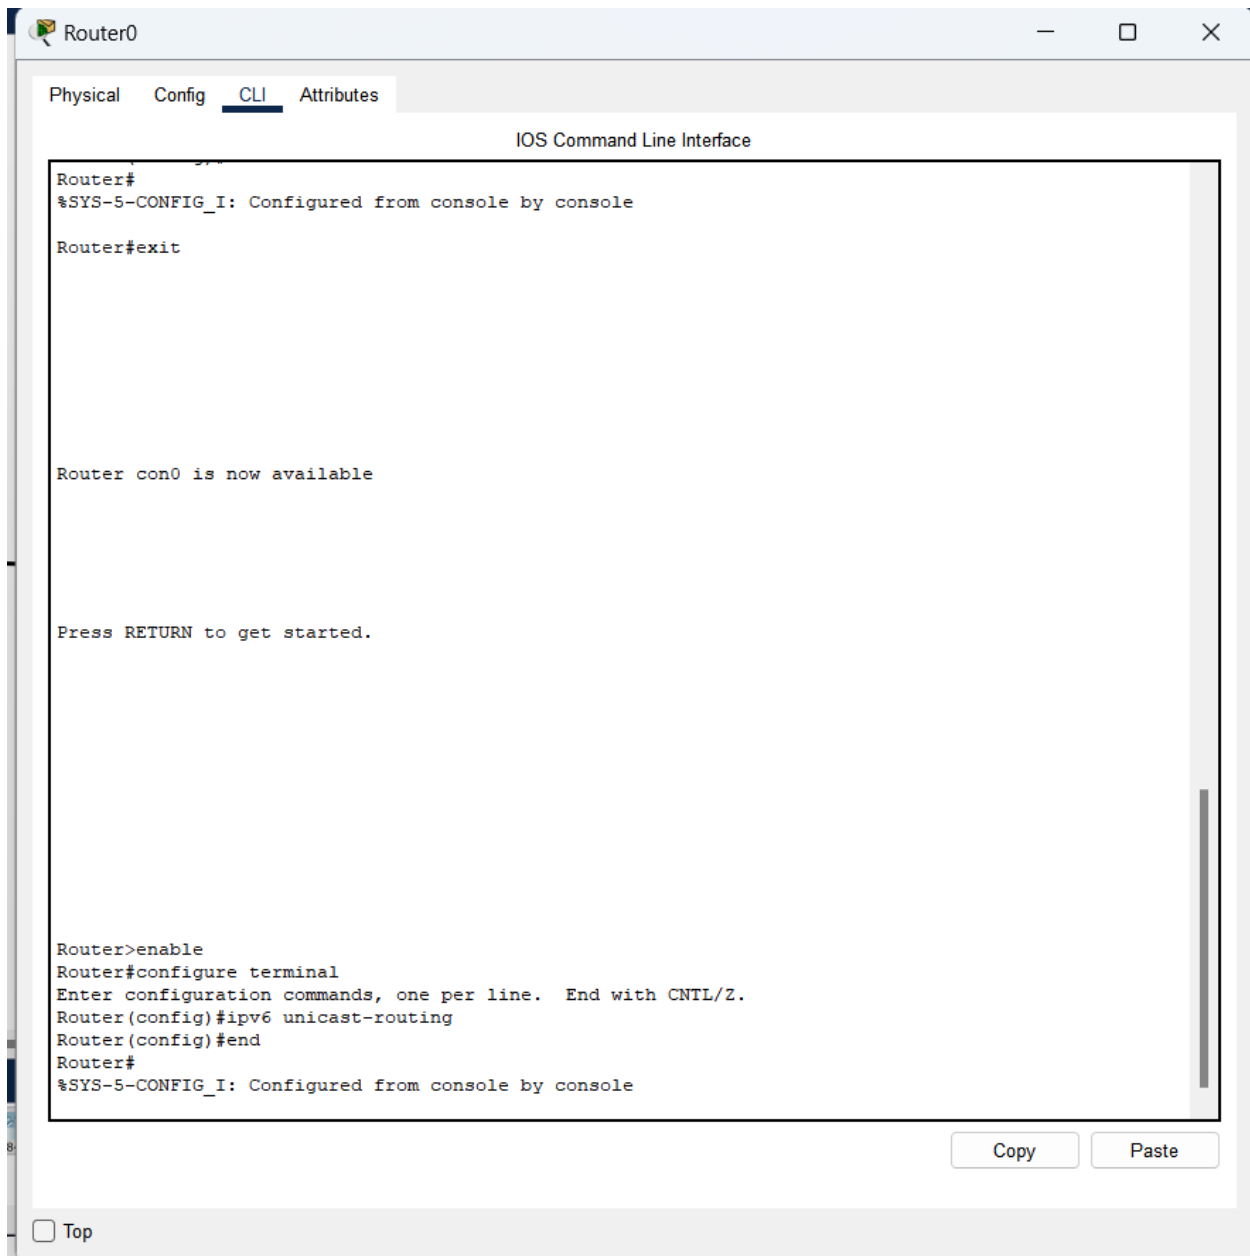 Router0
Physical Config CLI Attributes
IOS Command Line Interface
Router#
%SYS-5-CONFIG_I: Configured from console by console
Router#exit
Router con0 is now available
Press RETURN to get started.
Router>enable
Router#configure terminal
Enter configuration commands, one per line.  End with CNTL/Z.
Router(config)#ipv6 unicast-routing
Router(config)#end
Router#
%SYS-5-CONFIG_I: Configured from console by console
Copy Paste
Top